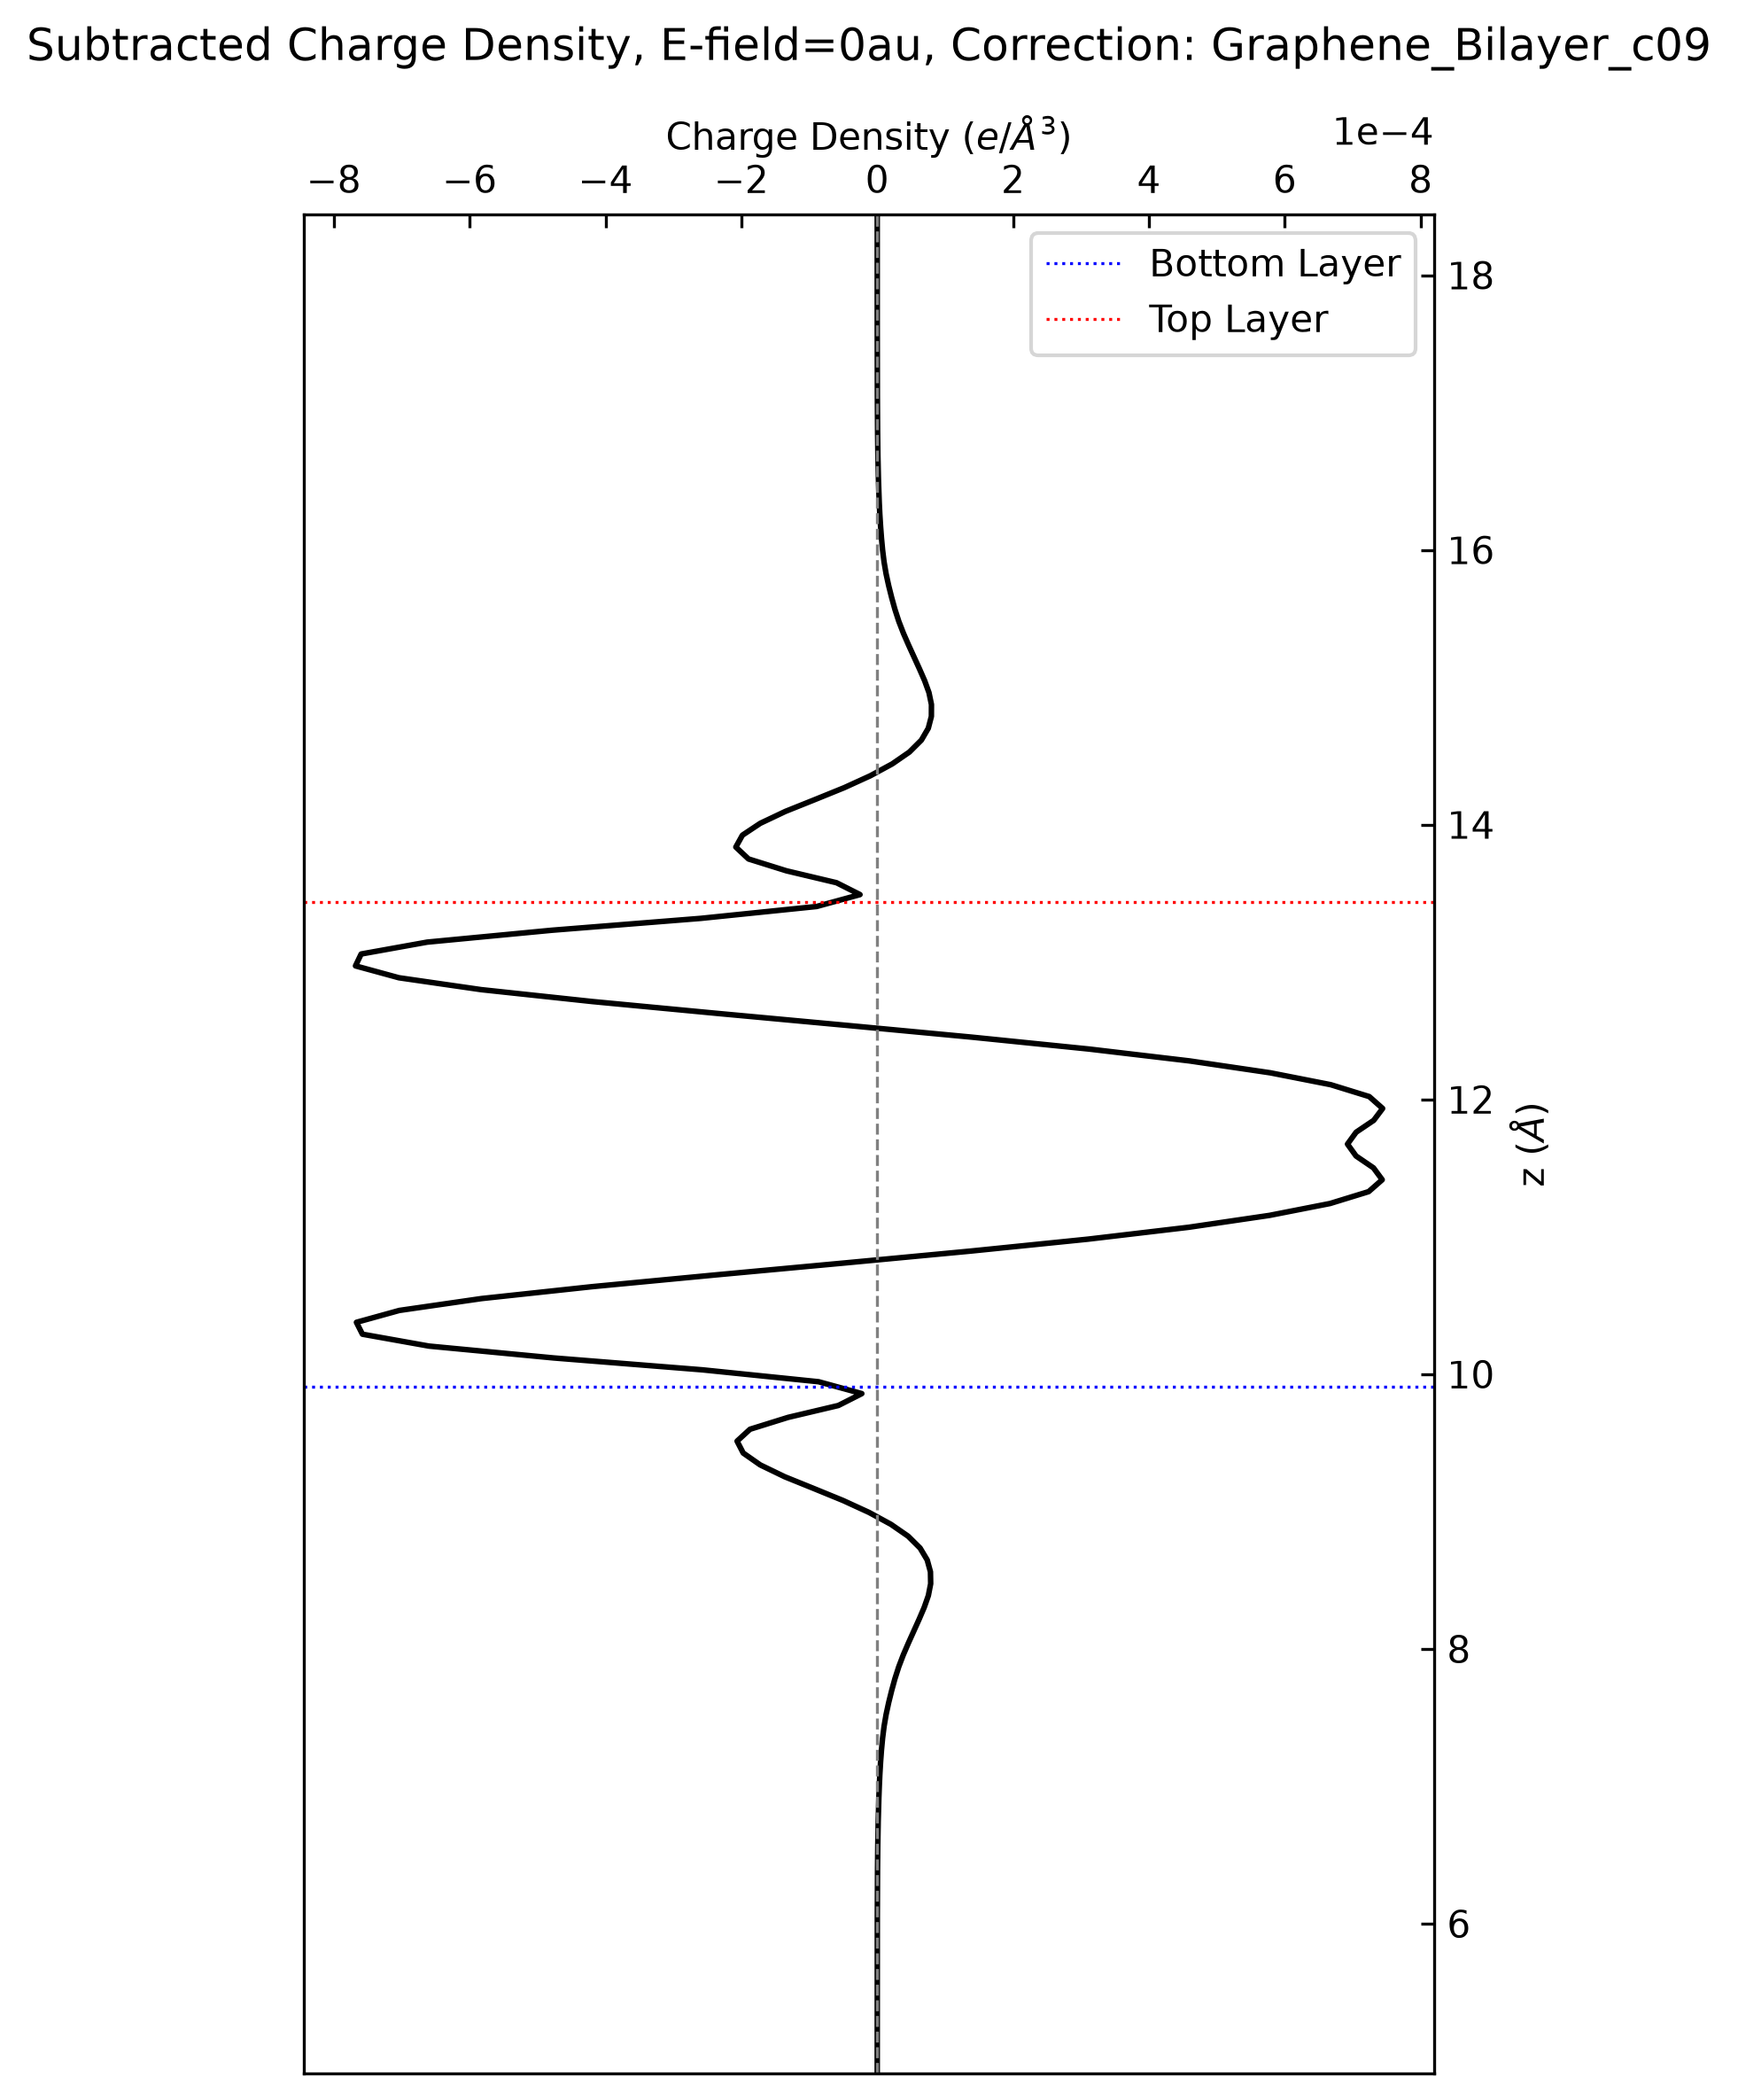 Subtracted Charge Density, E-field=0au, Correction: Graphene_Bilayer_c09
Charge Density (e/Å³)
1e−4
−8 −6 −4 −2 0 2 4 6 8
Bottom Layer
Top Layer
18
16
14
12
z (Å)
10
8
6